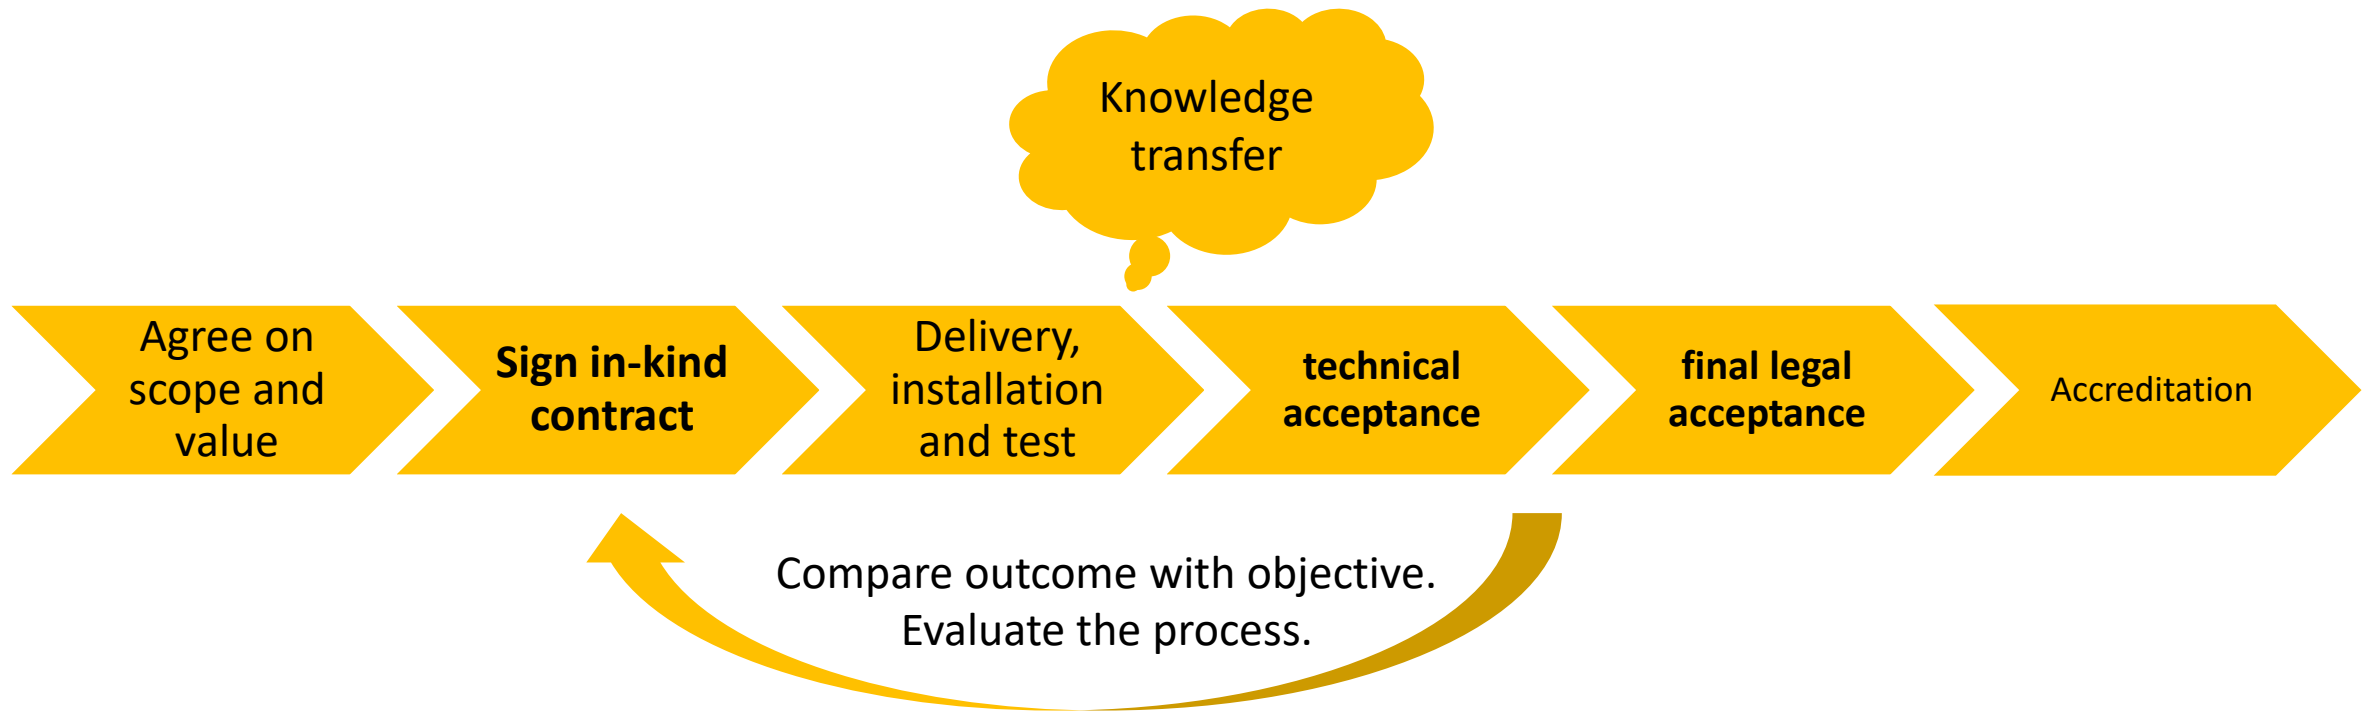 Knowledge
transfer
Agree on
scope and
value
Sign in-kind
contract
Delivery,
installation
and test
technical
acceptance
final legal
acceptance
Accreditation
Compare outcome with objective.
Evaluate the process.